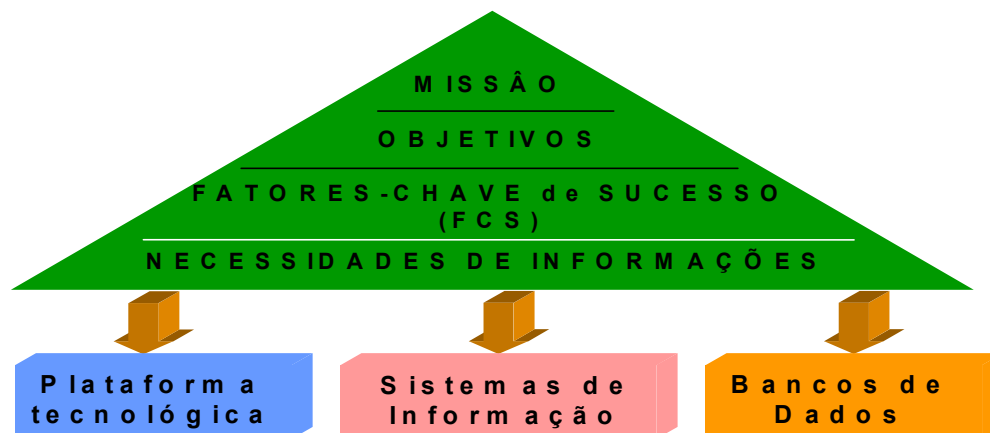 MISSÂO
OBJETIVOS
FATORES-CHAVE de SUCESSO
(FCS)
NECESSIDADES DE INFORMAÇÕES
Plataforma
tecnológica
Sistemas de
Informação
Bancos de
Dados